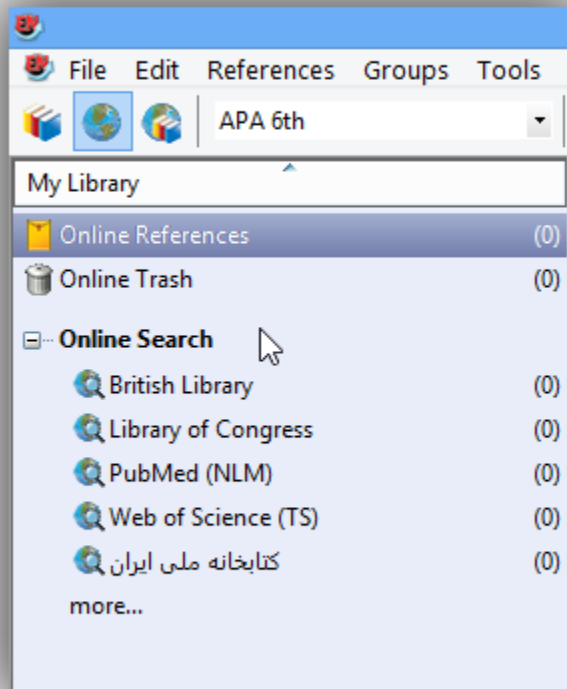 File Edit References Groups Tools
APA 6th
My Library
Online References (0)
Online Trash (0)
Online Search
British Library (0)
Library of Congress (0)
PubMed (NLM) (0)
Web of Science (TS) (0)
کتابخانه ملی ایران (0)
more...